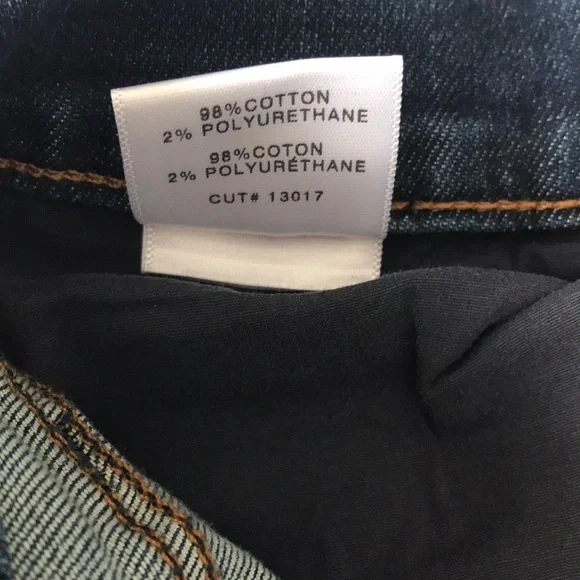 98% COTTON
2% POLYURETHANE
98% COTON
2% POLYURÉTHANE
CUT# 13017